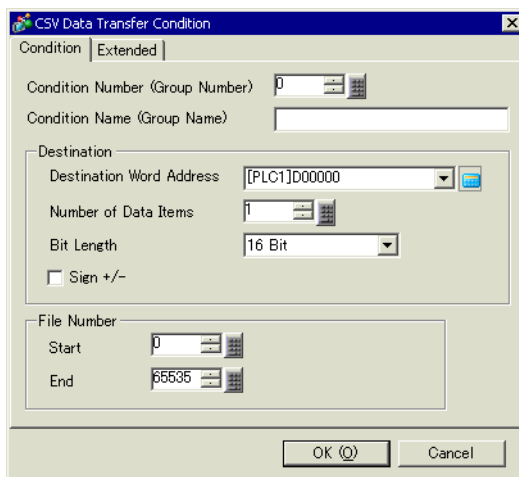 CSV Data Transfer Condition
Condition Extended
Condition Number (Group Number) 0
Condition Name (Group Name)
Destination
Destination Word Address [PLC1]D00000
Number of Data Items 1
Bit Length 16 Bit
Sign +/-
File Number
Start 0
End 65535
OK (O) Cancel